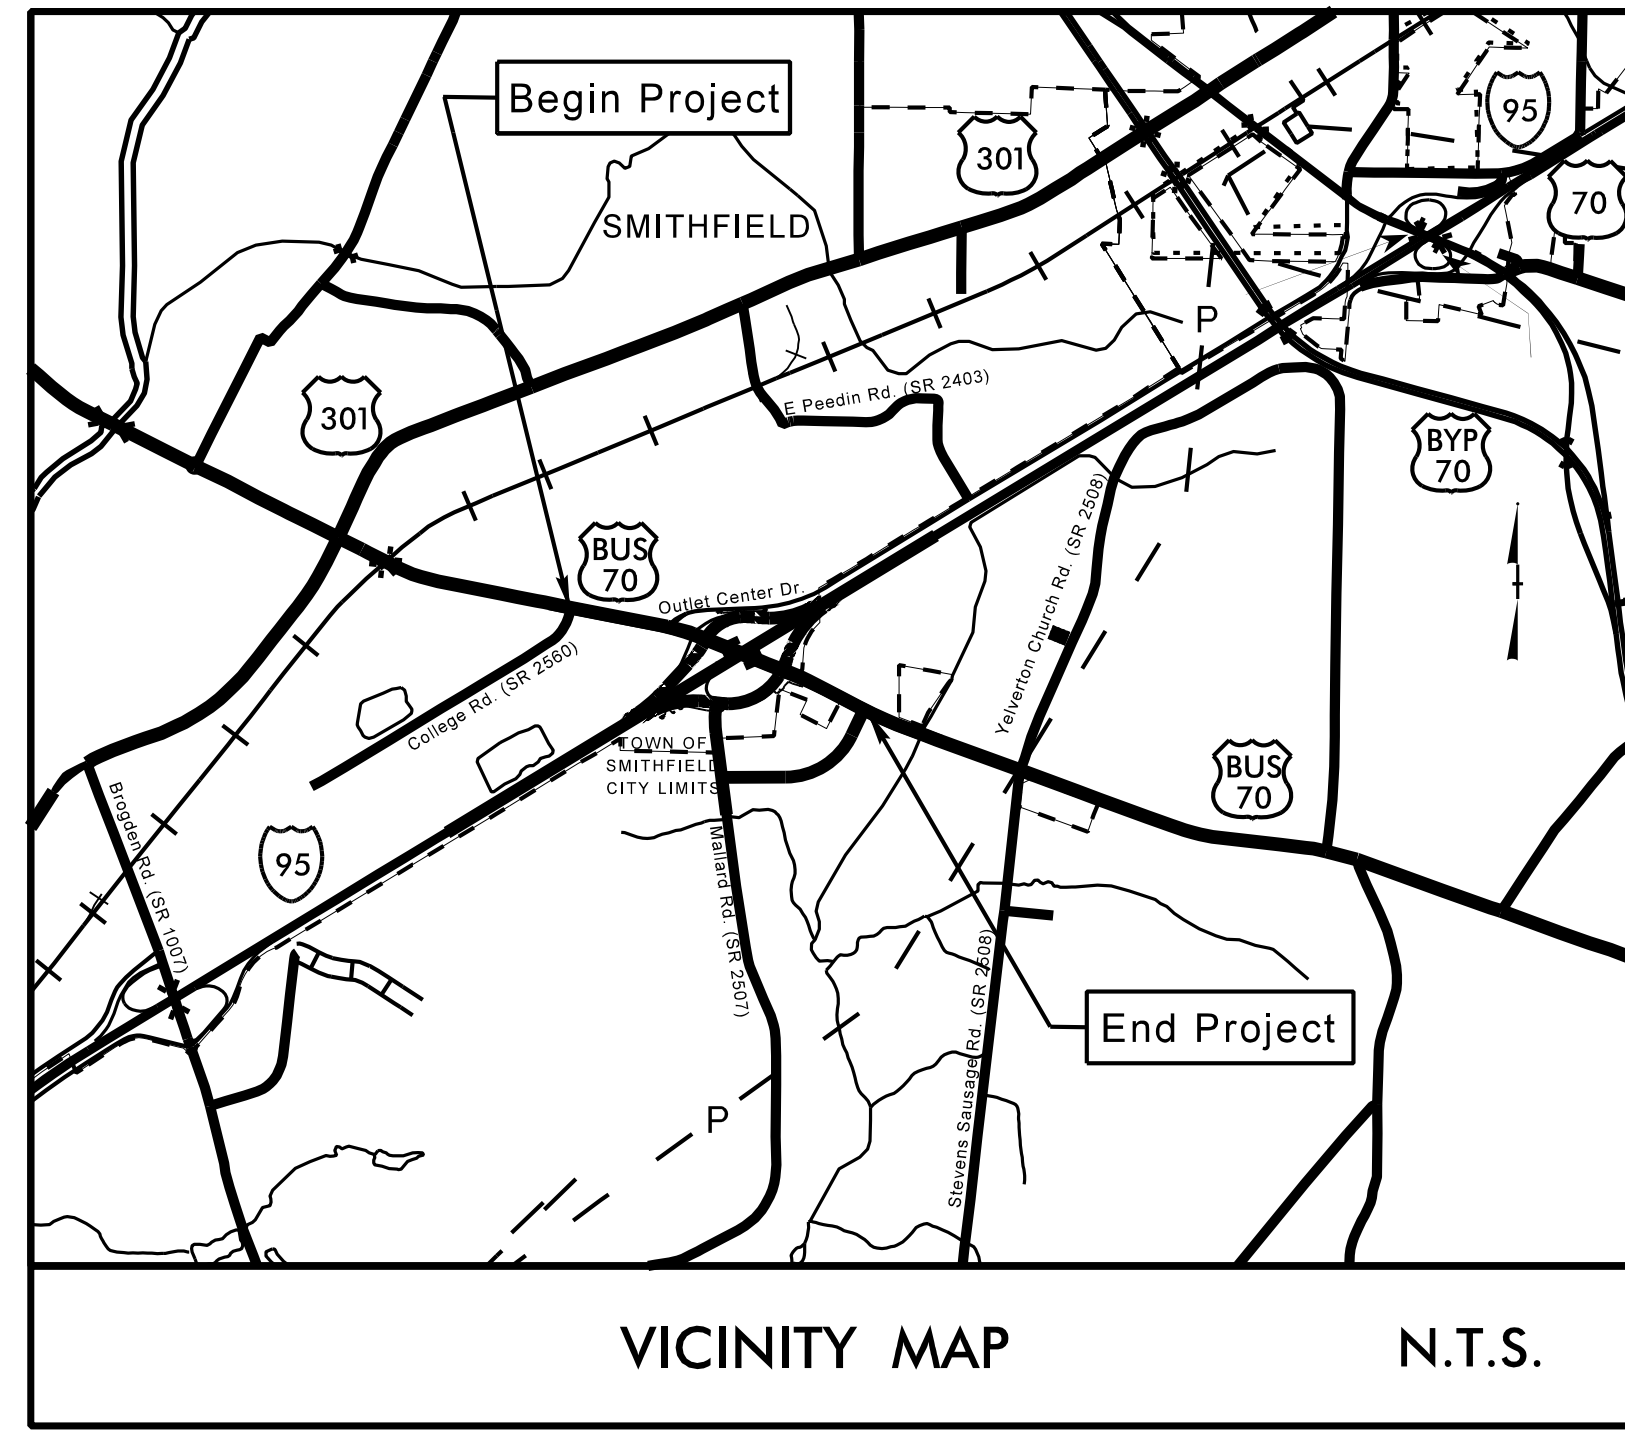 Begin Project
95
301
70
SMITHFIELD
P
E Peedin Rd. (SR 2403)
301
BYP
70
BUS
70
Yelverton Church Rd. (SR 2508)
Outlet Center Dr.
College Rd. (SR 2560)
TOWN OF
SMITHFIELD
CITY LIMITS
BUS
70
Brogden Rd. (SR 1007)
95
Mallard Rd. (SR 2507)
Stevens Sausage Rd. (SR 2508)
End Project
P
VICINITY MAP
N.T.S.